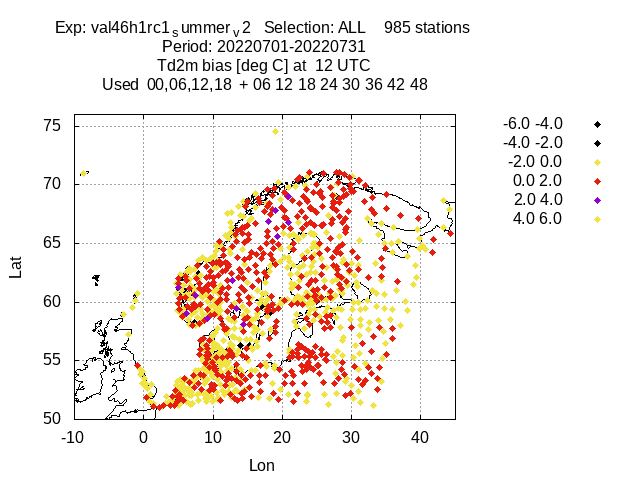 Exp: val46h1rc1summerv2 Selection: ALL 985 stations
Period: 20220701-20220731
Td2m bias [deg C] at 12 UTC
Used 00,06,12,18 + 06 12 18 24 30 36 42 48
-6.0 -4.0
-4.0 -2.0
-2.0 0.0
0.0 2.0
2.0 4.0
4.0 6.0
75
70
65
60
55
50
Lat
-10 0 10 20 30 40
Lon